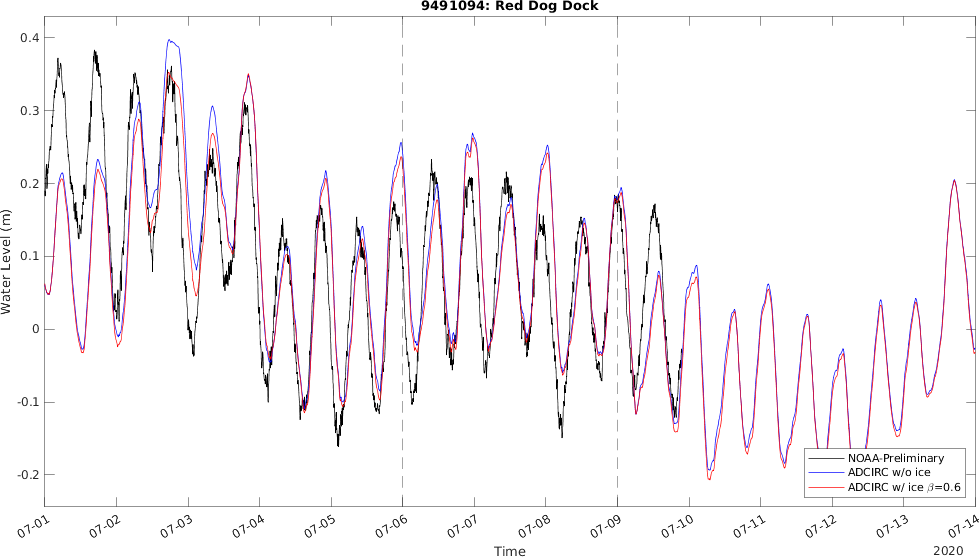 9491094: Red Dog Dock
Water Level (m)
0.4
0.3
0.2
0.1
0
-0.1
-0.2
NOAA-Preliminary
ADCIRC w/o ice
ADCIRC w/ ice β=0.6
07-01 07-02 07-03 07-04 07-05 07-06 07-07 07-08 07-09 07-10 07-11 07-12 07-13 07-14
Time
2020